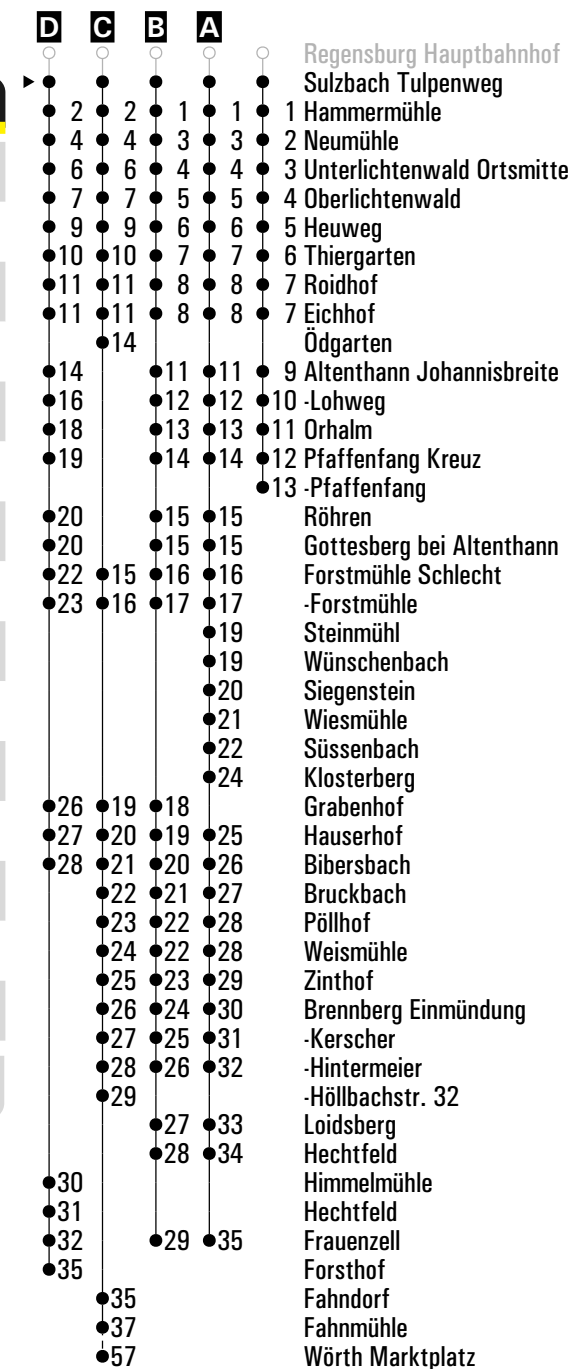 D C B A
Regensburg Hauptbahnhof
Sulzbach Tulpenweg
2 2 1 1 1 Hammermühle
4 4 3 3 2 Neumühle
6 6 4 4 3 Unterlichtenwald Ortsmitte
7 7 5 5 4 Oberlichtenwald
9 9 6 6 5 Heuweg
10 10 7 7 6 Thiergarten
11 11 8 8 7 Roidhof
11 11 8 8 7 Eichhof
14 Ödgarten
14 11 11 9 Altenthann Johannisbreite
16 12 12 10 -Lohweg
18 13 13 11 Orhalm
19 14 14 12 Pfaffenfang Kreuz
13 -Pfaffenfang
20 15 15 Röhren
20 15 15 Gottesberg bei Altenthann
22 15 16 16 Forstmühle Schlecht
23 16 17 17 -Forstmühle
19 Steinmühl
19 Wünschenbach
20 Siegenstein
21 Wiesmühle
22 Süssenbach
24 Klosterberg
26 19 18 Grabenhof
27 20 19 25 Hauserhof
28 21 20 26 Bibersbach
22 21 27 Bruckbach
23 22 28 Pöllhof
24 22 28 Weismühle
25 23 29 Zinthof
26 24 30 Brennberg Einmündung
27 25 31 -Kerscher
28 26 32 -Hintermeier
29 -Höllbachstr. 32
27 33 Loidsberg
28 34 Hechtfeld
30 Himmelmühle
31 Hechtfeld
32 29 35 Frauenzell
35 Forsthof
35 Fahndorf
37 Fahnmühle
57 Wörth Marktplatz